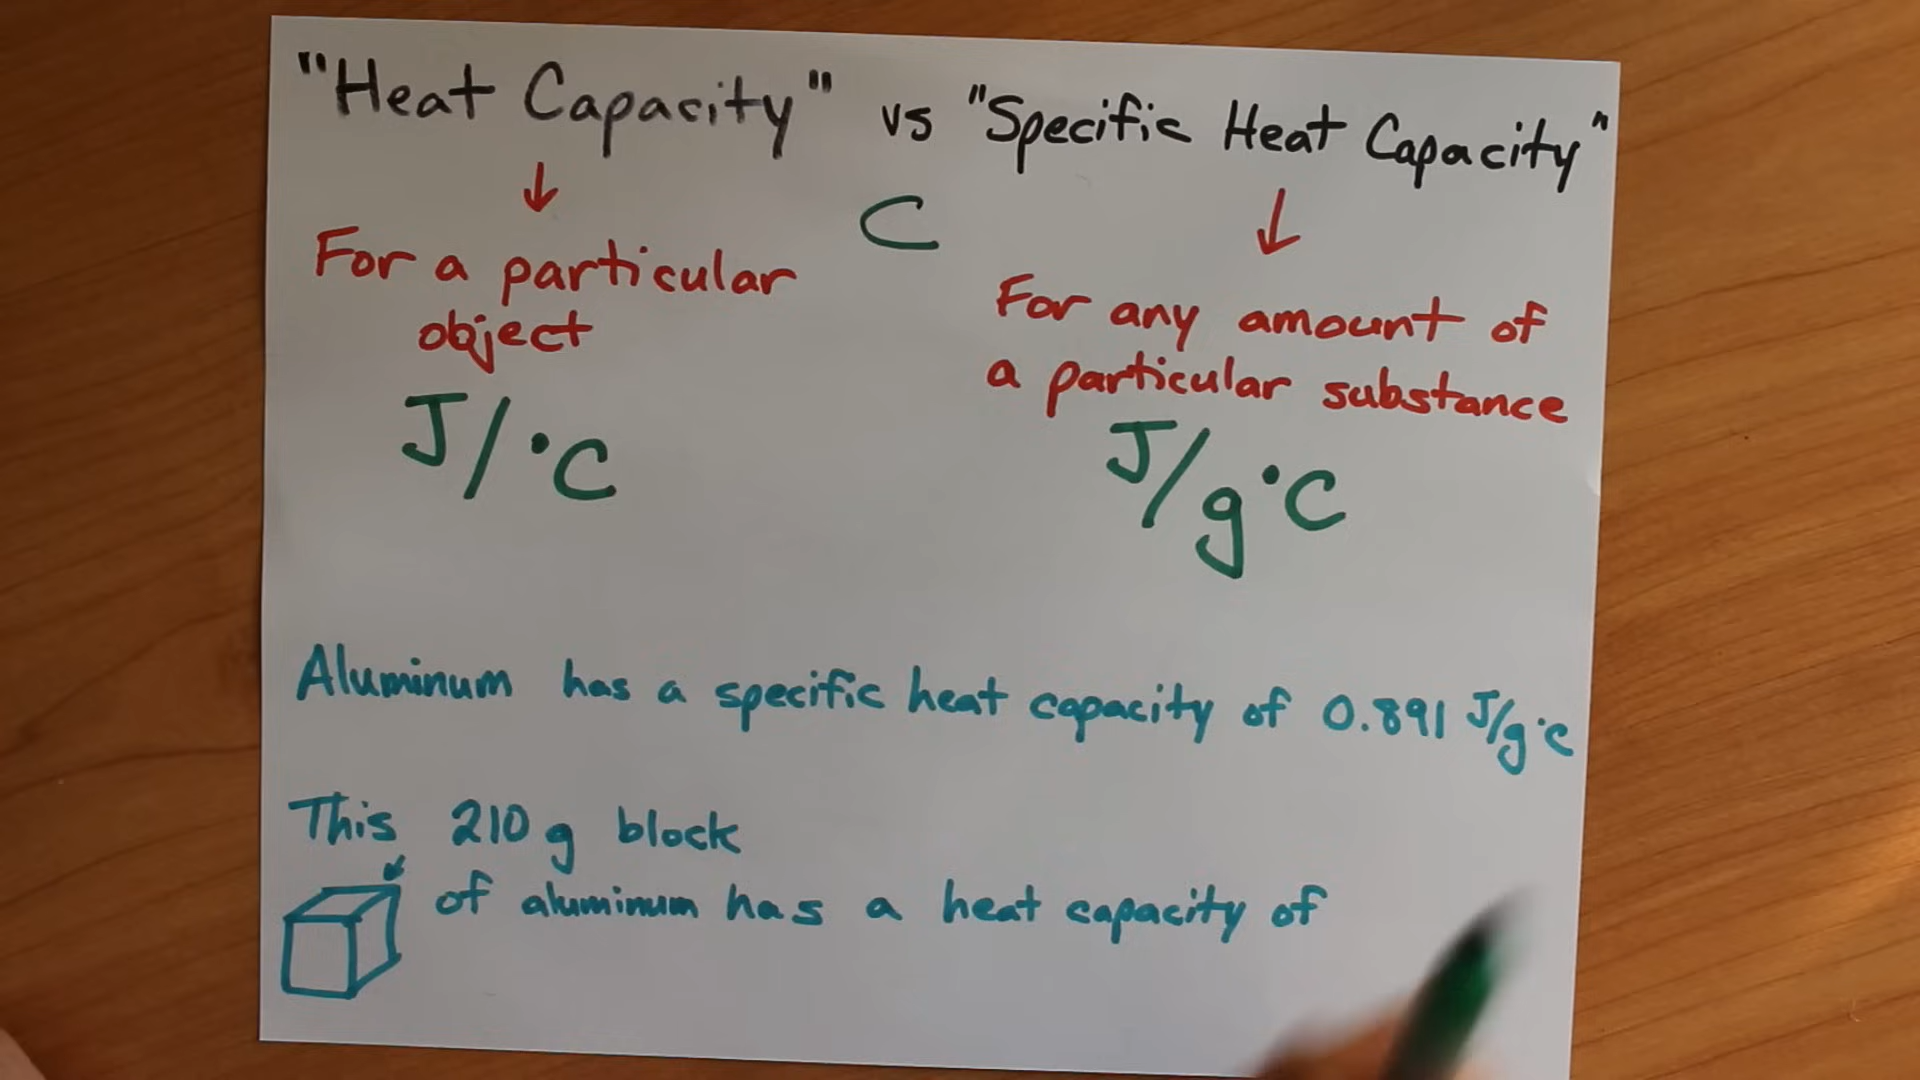 "Heat Capacity" vs "Specific Heat Capacity"
C
For a particular
object
J/°C
For any amount of
a particular substance
J/g°C
Aluminum has a specific heat capacity of 0.891 J/g°C
This 210 g block
of aluminum has a heat capacity of